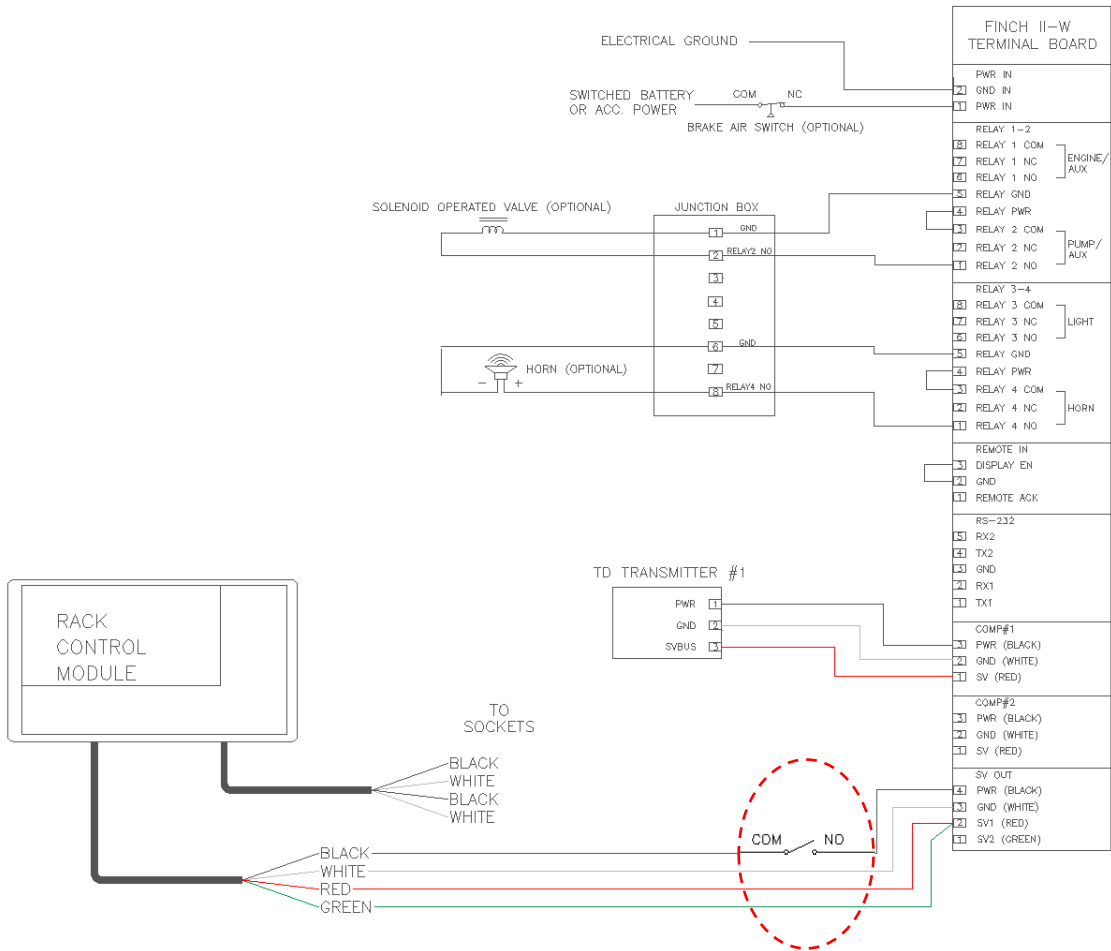 FINCH II-W
TERMINAL BOARD
ELECTRICAL GROUND
SWITCHED BATTERY
OR ACC. POWER
COM
NC
BRAKE AIR SWITCH (OPTIONAL)
PWR IN
2 GND IN
1 PWR IN
RELAY 1-2
8 RELAY 1 COM
7 RELAY 1 NC
6 RELAY 1 NO
ENGINE/
AUX
5 RELAY GND
4 RELAY PWR
3 RELAY 2 COM
2 RELAY 2 NC
1 RELAY 2 NO
PUMP/
AUX
SOLENOID OPERATED VALVE (OPTIONAL)
JUNCTION BOX
1 GND
2 RELAY2 NO
3
4
5
6 GND
7
8 RELAY4 NO
HORN (OPTIONAL)
- +
RELAY 3-4
8 RELAY 3 COM
7 RELAY 3 NC
6 RELAY 3 NO
LIGHT
5 RELAY GND
4 RELAY PWR
3 RELAY 4 COM
2 RELAY 4 NC
1 RELAY 4 NO
HORN
REMOTE IN
3 DISPLAY EN
2 GND
1 REMOTE ACK
RS-232
5 RX2
4 TX2
3 GND
2 RX1
1 TX1
TD TRANSMITTER #1
PWR 1
GND 2
SVBUS 3
COMP#1
3 PWR (BLACK)
2 GND (WHITE)
1 SV (RED)
COMP#2
3 PWR (BLACK)
2 GND (WHITE)
1 SV (RED)
SV OUT
4 PWR (BLACK)
3 GND (WHITE)
2 SV1 (RED)
1 SV2 (GREEN)
RACK
CONTROL
MODULE
TO
SOCKETS
BLACK
WHITE
BLACK
WHITE
COM
NO
BLACK
WHITE
RED
GREEN